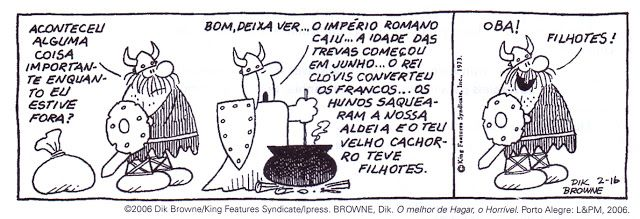 ACONTECEU
ALGUMA
COISA
IMPORTAN-
TE ENQUAN-
TO EU
ESTIVE
FORA?
BOM, DEIXA VER... O IMPÉRIO ROMANO
CAIU... A IDADE DAS
TREVAS COMEÇOU
EM JUNHO... O REI
CLÓVIS CONVERTEU
OS FRANCOS... OS
HUNOS SAQUEA-
RAM A NOSSA
ALDEIA E O TEU
VELHO CACHOR-
RO TEVE
FILHOTES.
© King Features Syndicate, Inc., 1973.
OBA!
FILHOTES!
DIK 2-16
BROWNE
©2006 Dik Browne/King Features Syndicate/Ipress. BROWNE, Dik. O melhor de Hagar, o Horrível. Porto Alegre: L&PM, 2006.